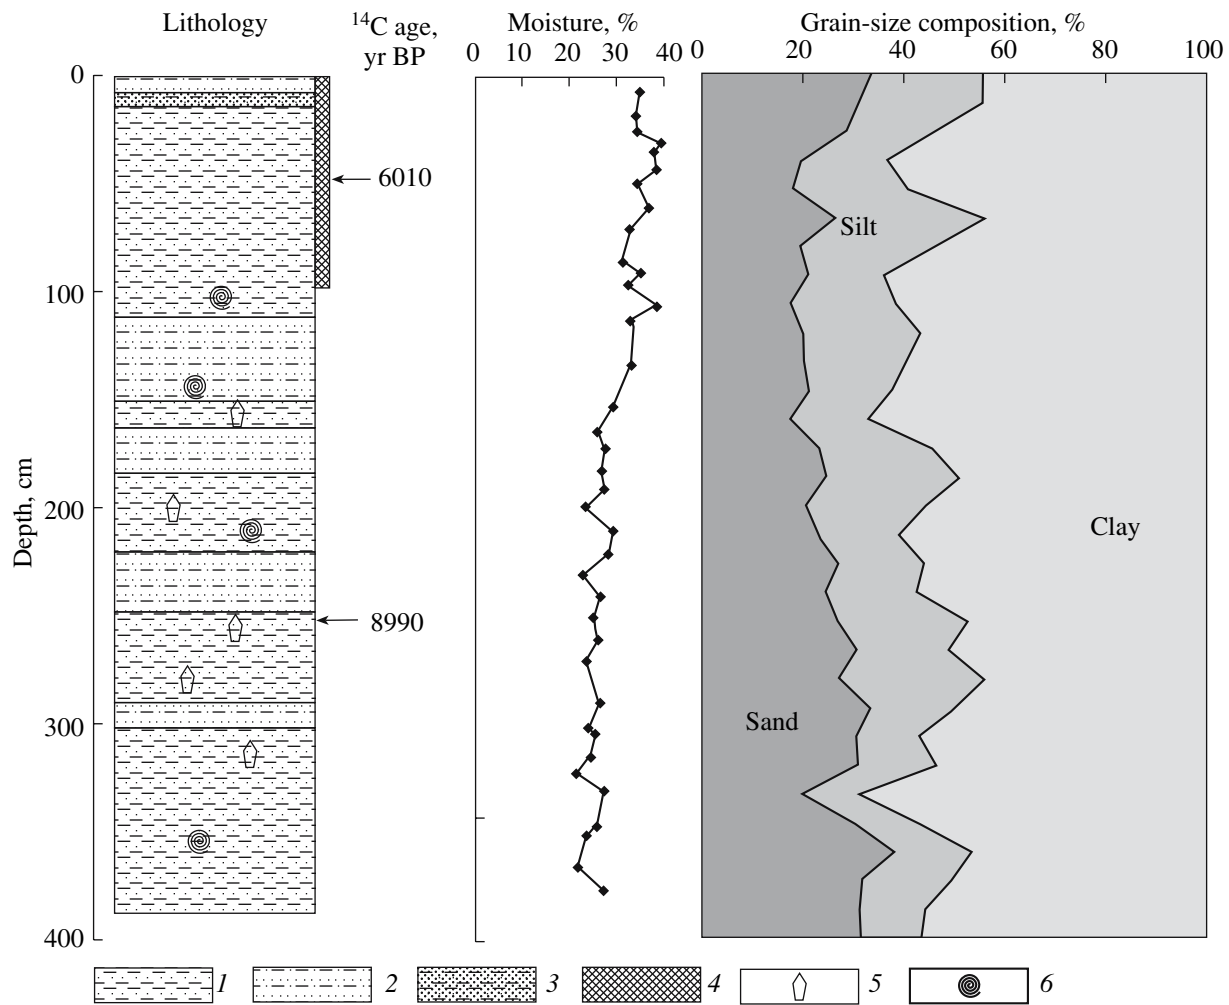 Lithology
14C age,
yr BP
Moisture, %
Grain-size composition, %
0 10 20 30 40
0 20 40 60 80 100
0
100
200
300
400
Depth, cm
6010
8990
Silt
Clay
Sand
1 2 3 4 5 6